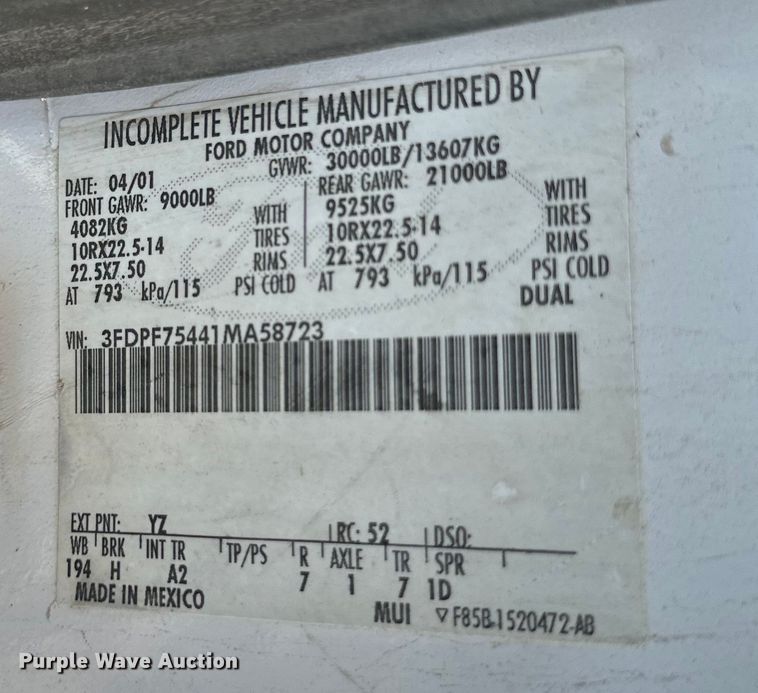 INCOMPLETE VEHICLE MANUFACTURED BY
FORD MOTOR COMPANY
DATE: 04/01 GVWR: 30000LB/13607KG
FRONT GAWR: 9000LB REAR GAWR: 21000LB
4082KG WITH 9525KG WITH
10RX22.5-14 TIRES 10RX22.5-14 TIRES
22.5X7.50 RIMS 22.5X7.50 RIMS
AT 793 kPa/115 PSI COLD AT 793 kPa/115 PSI COLD
DUAL
VIN: 3FDPF75441MA58723
EXT PNT: YZ RC: 52 DSO:
WB BRK INT TR TP/PS R AXLE TR SPR
194 H A2 7 1 7 1D
MADE IN MEXICO
MUI F85B-1520472-AB
Purple Wave Auction